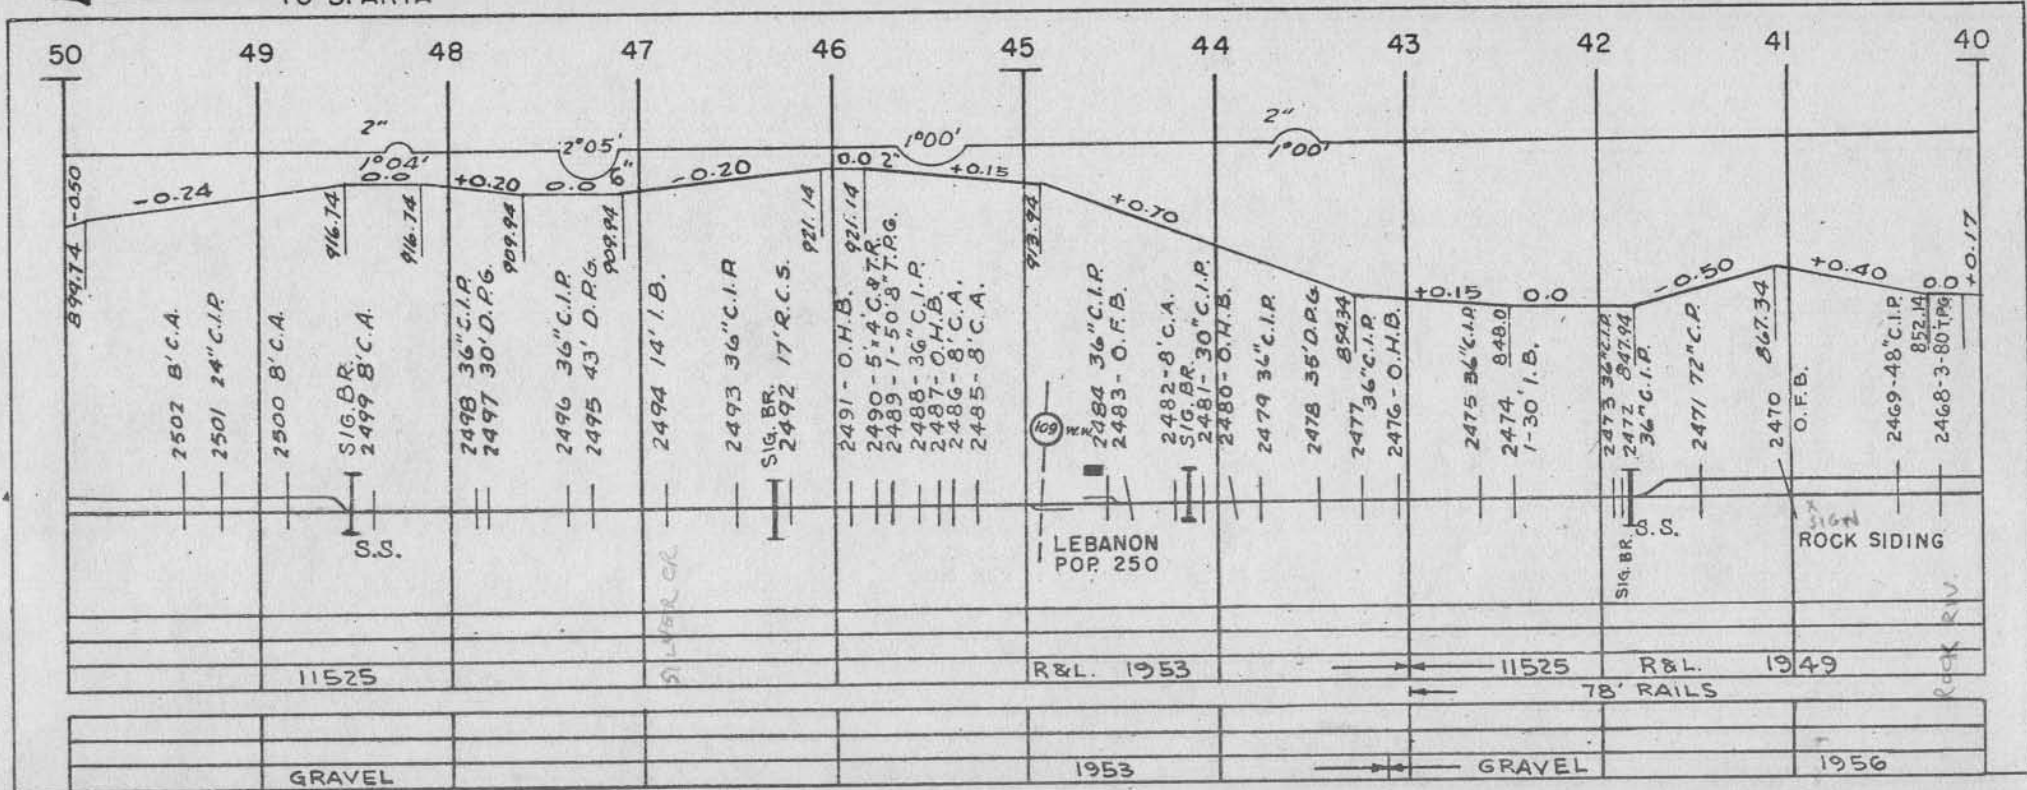 TO SPARTA
50 49 48 47 46 45 44 43 42 41 40
2" 2"
1°04' 2°05' 1°00' 1°00'
-0.50 -0.24 0.0 +0.20 0.0 6" -0.20 0.0 2" +0.15 +0.70 +0.15 0.0 -0.50 +0.40 0.0 +0.17
899.74
916.74
916.74
909.94
909.94
921.14
921.14
913.94
854.34
848.0
847.94
867.34
852.14
2502 8' C.A.
2501 24" C.I.P.
2500 8' C.A.
SIG. BR.
2499 8' C.A.
2498 36" C.I.P.
2497 30' D.P.G.
2496 36" C.I.P.
2495 43' D.P.G.
2494 14' I.B.
2493 36" C.I.P.
SIG. BR.
2492 17' R.C.S.
2491 - O.H.B.
2490 - 5'x4' C.&T.R.
2489 - 1-50'8" T.P.G.
2488 - 36" C.I.P.
2487 - O.H.B.
2486 - 8' C.A.
2485 - 8' C.A.
109
2484 36" C.I.P.
2483 - O.F.B.
2482 - 8' C.A.
SIG. BR.
2481 - 30" C.I.P.
2480 - O.H.B.
2479 36" C.I.P.
2478 35' D.P.G.
2477
36" C.I.P.
2476 - O.H.B.
2475 36" C.I.P.
2474
1-30' I.B.
2473 36" C.I.P.
2472
36" C.I.P.
2471 72" C.P.
2470
O.F.B.
2469 - 48" C.I.P.
2468 - 3-80' T.P.G.
S.S.
LEBANON
POP. 250
SIG. BR.
S.S.
X
SIGN
ROCK SIDING
SILVER CR
ROCK RIV.
11525 R&L. 1953 11525 R&L. 1949
78' RAILS
GRAVEL 1953 GRAVEL 1956